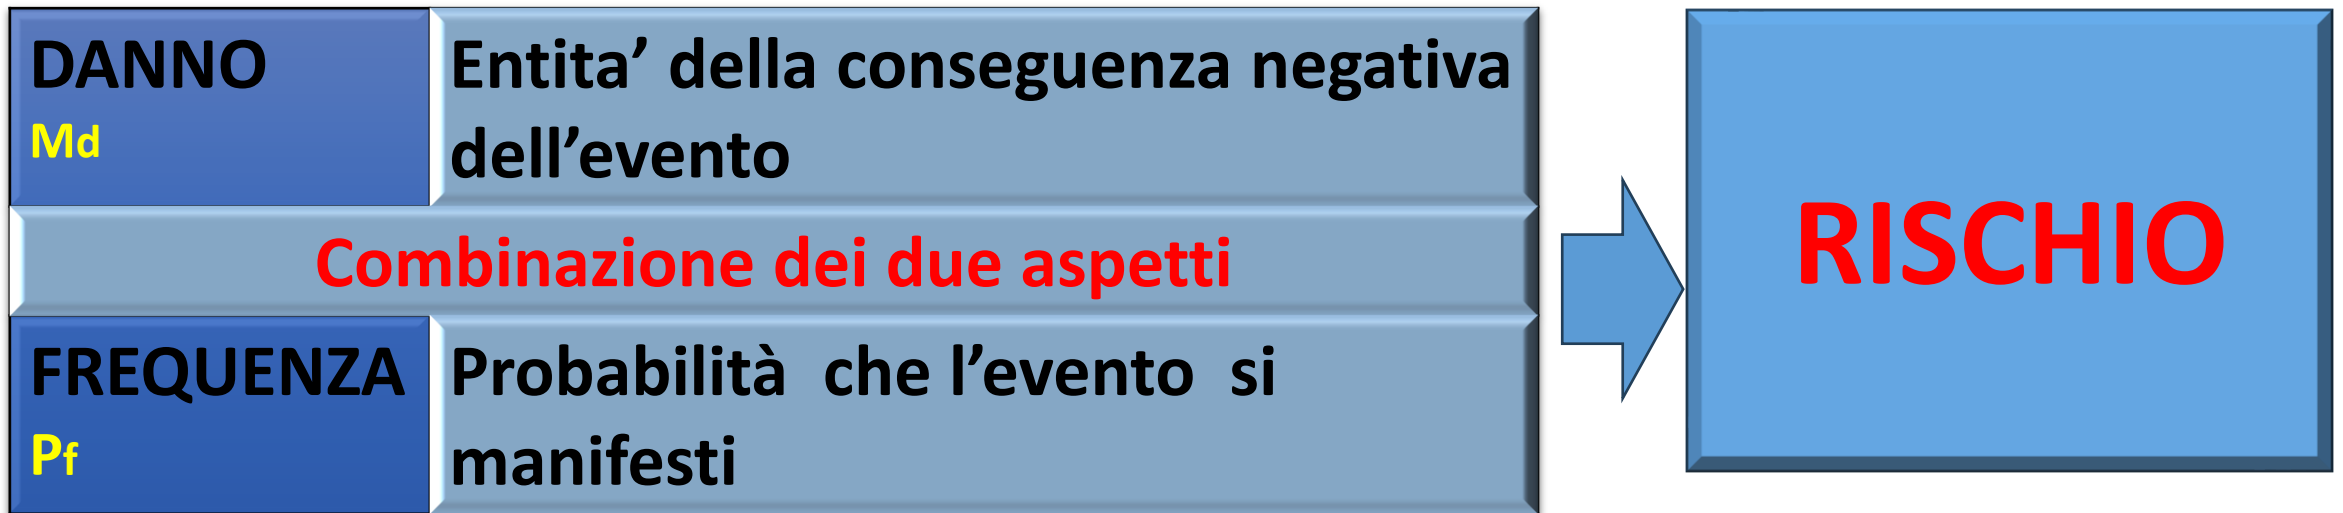 DANNO
Md
Entita’ della conseguenza negativa
dell’evento
Combinazione dei due aspetti
FREQUENZA
Pf
Probabilità che l’evento si
manifesti
RISCHIO